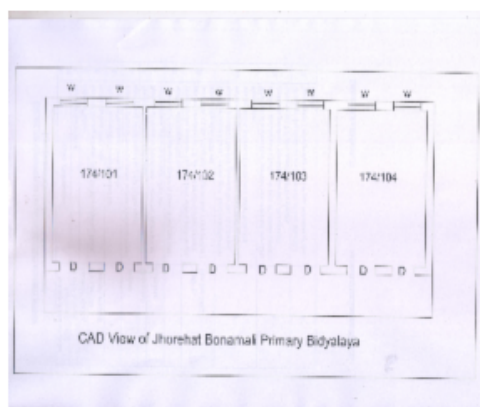 W W W W W W W W
174/101 174/102 174/103 174/104
D D D D D D D D
CAD View of Jhorehat Bonamali Primary Bidyalaya